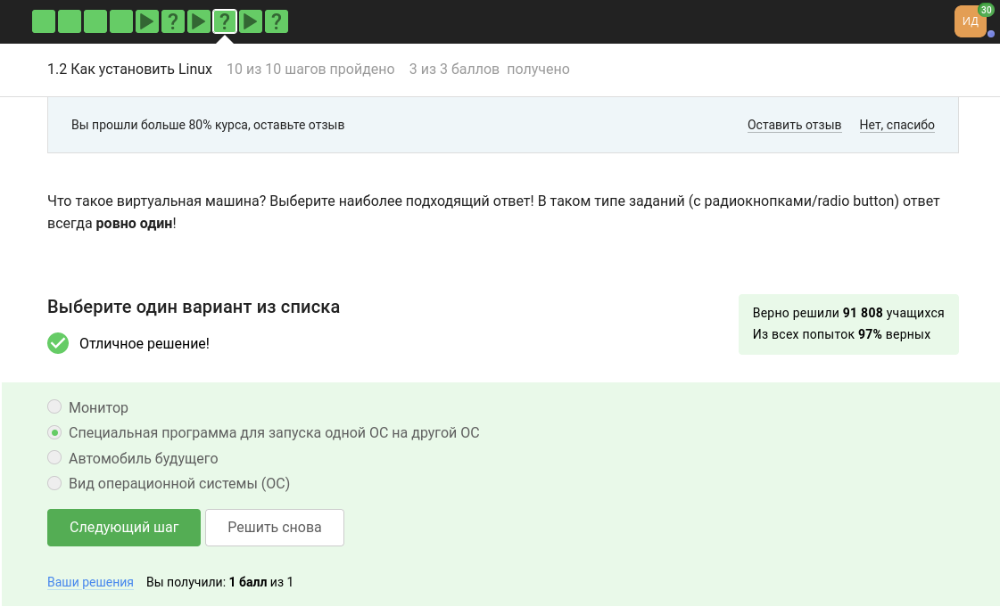 ? ? ?
ИД
30
1.2 Как установить Linux 10 из 10 шагов пройдено 3 из 3 баллов получено
Вы прошли больше 80% курса, оставьте отзыв Оставить отзыв Нет, спасибо
Что такое виртуальная машина? Выберите наиболее подходящий ответ! В таком типе заданий (с радиокнопками/radio button) ответ
всегда ровно один!
Выберите один вариант из списка
Отличное решение!
Верно решили 91 808 учащихся
Из всех попыток 97% верных
Монитор
Специальная программа для запуска одной ОС на другой ОС
Автомобиль будущего
Вид операционной системы (ОС)
Следующий шаг Решить снова
Ваши решения Вы получили: 1 балл из 1